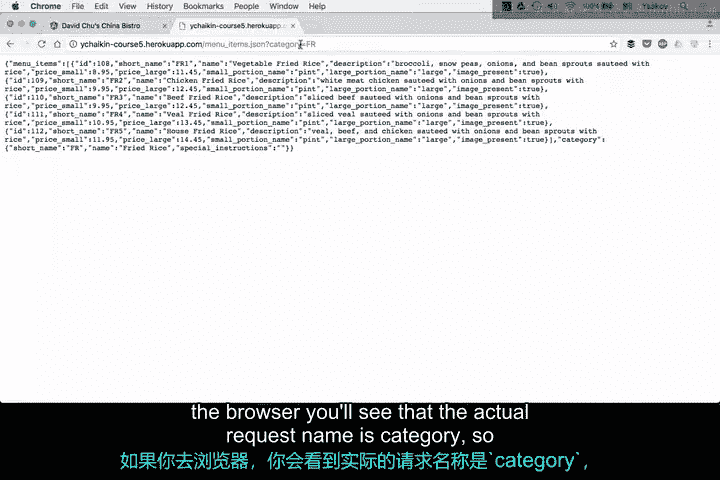 Chrome File Edit View History Bookmarks People Window Help
David Chu's China Bistro × ychaikin-course5.herokuapp.c ×
ychaikin-course5.herokuapp.com/menu_items.json?category=FR
{"menu_items":[{"id":108,"short_name":"FR1","name":"Vegetable Fried Rice","description":"broccoli, snow peas, onions, and bean sprouts sauteed with
rice","price_small":8.95,"price_large":11.45,"small_portion_name":"pint","large_portion_name":"large","image_present":true},
{"id":109,"short_name":"FR2","name":"Chicken Fried Rice","description":"white meat chicken sauteed with onions and bean sprouts with
rice","price_small":9.95,"price_large":12.45,"small_portion_name":"pint","large_portion_name":"large","image_present":true},
{"id":110,"short_name":"FR3","name":"Beef Fried Rice","description":"sliced beef sauteed with onions and bean sprouts with
rice","price_small":9.95,"price_large":12.45,"small_portion_name":"pint","large_portion_name":"large","image_present":true},
{"id":111,"short_name":"FR4","name":"Veal Fried Rice","description":"sliced veal sauteed with onions and bean sprouts with
rice","price_small":10.95,"price_large":13.45,"small_portion_name":"pint","large_portion_name":"large","image_present":true},
{"id":112,"short_name":"FR5","name":"House Fried Rice","description":"veal, beef, and chicken sauteed with onions and bean sprouts with
rice","price_small":11.95,"price_large":14.45,"small_portion_name":"pint","large_portion_name":"large","image_present":true}],"category":
{"short_name":"FR","name":"Fried Rice","special_instructions":""}}
the browser you'll see that the actual
request name is category, so
如果你去浏览器，你会看到实际的请求名称是`category`，